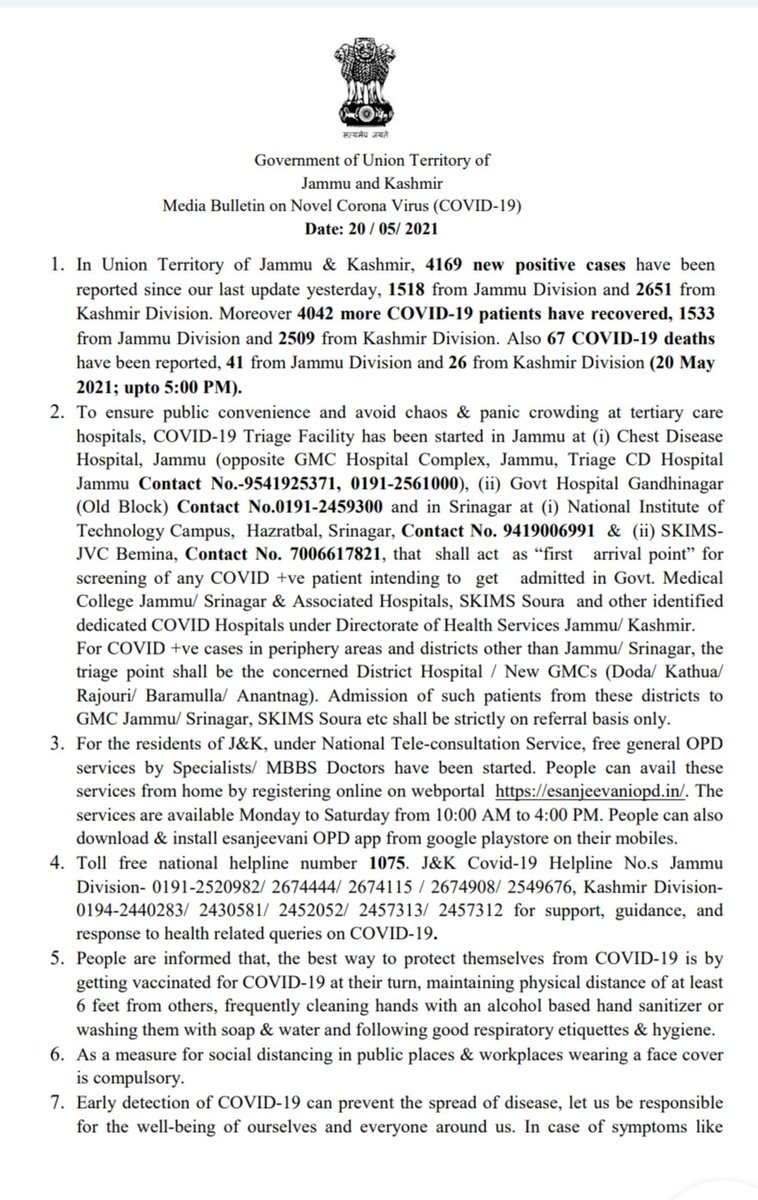 सत्यमेव जयते
Government of Union Territory of
Jammu and Kashmir
Media Bulletin on Novel Corona Virus (COVID-19)
Date: 20 / 05/ 2021
1. In Union Territory of Jammu & Kashmir, 4169 new positive cases have been
reported since our last update yesterday, 1518 from Jammu Division and 2651 from
Kashmir Division. Moreover 4042 more COVID-19 patients have recovered, 1533
from Jammu Division and 2509 from Kashmir Division. Also 67 COVID-19 deaths
have been reported, 41 from Jammu Division and 26 from Kashmir Division (20 May
2021; upto 5:00 PM).
2. To ensure public convenience and avoid chaos & panic crowding at tertiary care
hospitals, COVID-19 Triage Facility has been started in Jammu at (i) Chest Disease
Hospital, Jammu (opposite GMC Hospital Complex, Jammu, Triage CD Hospital
Jammu Contact No.-9541925371, 0191-2561000), (ii) Govt Hospital Gandhinagar
(Old Block) Contact No.0191-2459300 and in Srinagar at (i) National Institute of
Technology Campus, Hazratbal, Srinagar, Contact No. 9419006991 & (ii) SKIMS-
JVC Bemina, Contact No. 7006617821, that shall act as “first arrival point” for
screening of any COVID +ve patient intending to get admitted in Govt. Medical
College Jammu/ Srinagar & Associated Hospitals, SKIMS Soura and other identified
dedicated COVID Hospitals under Directorate of Health Services Jammu/ Kashmir.
For COVID +ve cases in periphery areas and districts other than Jammu/ Srinagar, the
triage point shall be the concerned District Hospital / New GMCs (Doda/ Kathua/
Rajouri/ Baramulla/ Anantnag). Admission of such patients from these districts to
GMC Jammu/ Srinagar, SKIMS Soura etc shall be strictly on referral basis only.
3. For the residents of J&K, under National Tele-consultation Service, free general OPD
services by Specialists/ MBBS Doctors have been started. People can avail these
services from home by registering online on webportal https://esanjeevaniopd.in/. The
services are available Monday to Saturday from 10:00 AM to 4:00 PM. People can also
download & install esanjeevani OPD app from google playstore on their mobiles.
4. Toll free national helpline number 1075. J&K Covid-19 Helpline No.s Jammu
Division- 0191-2520982/ 2674444/ 2674115 / 2674908/ 2549676, Kashmir Division-
0194-2440283/ 2430581/ 2452052/ 2457313/ 2457312 for support, guidance, and
response to health related queries on COVID-19.
5. People are informed that, the best way to protect themselves from COVID-19 is by
getting vaccinated for COVID-19 at their turn, maintaining physical distance of at least
6 feet from others, frequently cleaning hands with an alcohol based hand sanitizer or
washing them with soap & water and following good respiratory etiquettes & hygiene.
6. As a measure for social distancing in public places & workplaces wearing a face cover
is compulsory.
7. Early detection of COVID-19 can prevent the spread of disease, let us be responsible
for the well-being of ourselves and everyone around us. In case of symptoms like